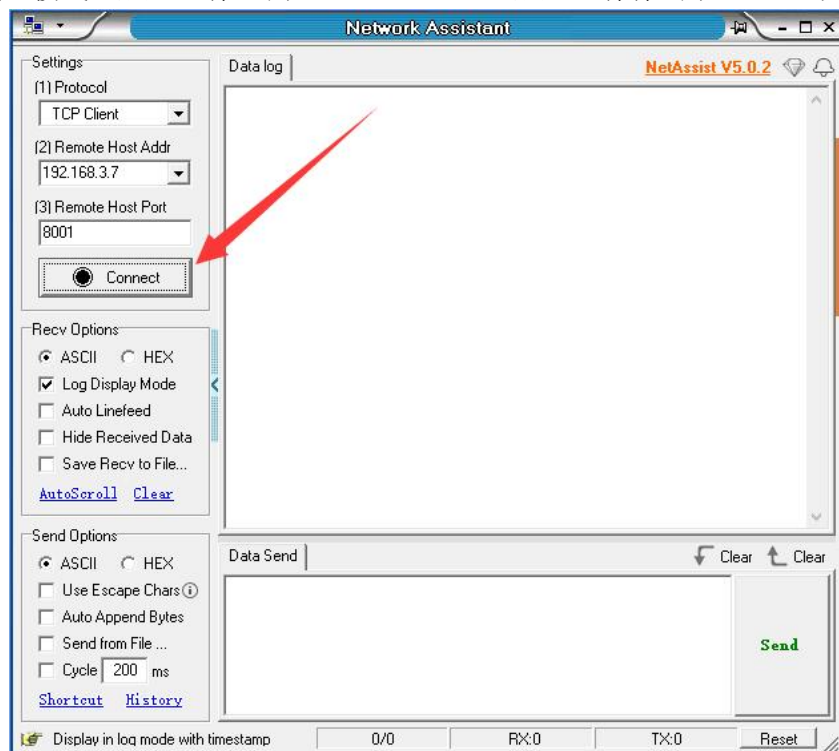 Network Assistant
Settings
(1) Protocol
TCP Client
(2) Remote Host Addr
192.168.3.7
(3) Remote Host Port
8001
Connect
Recv Options
ASCII HEX
Log Display Mode
Auto Linefeed
Hide Received Data
Save Recv to File...
AutoScroll Clear
Send Options
ASCII HEX
Use Escape Chars
Auto Append Bytes
Send from File ...
Cycle 200 ms
Shortcut History
Data log NetAssist V5.0.2
Data Send Clear Clear
Send
Display in log mode with timestamp 0/0 RX:0 TX:0 Reset